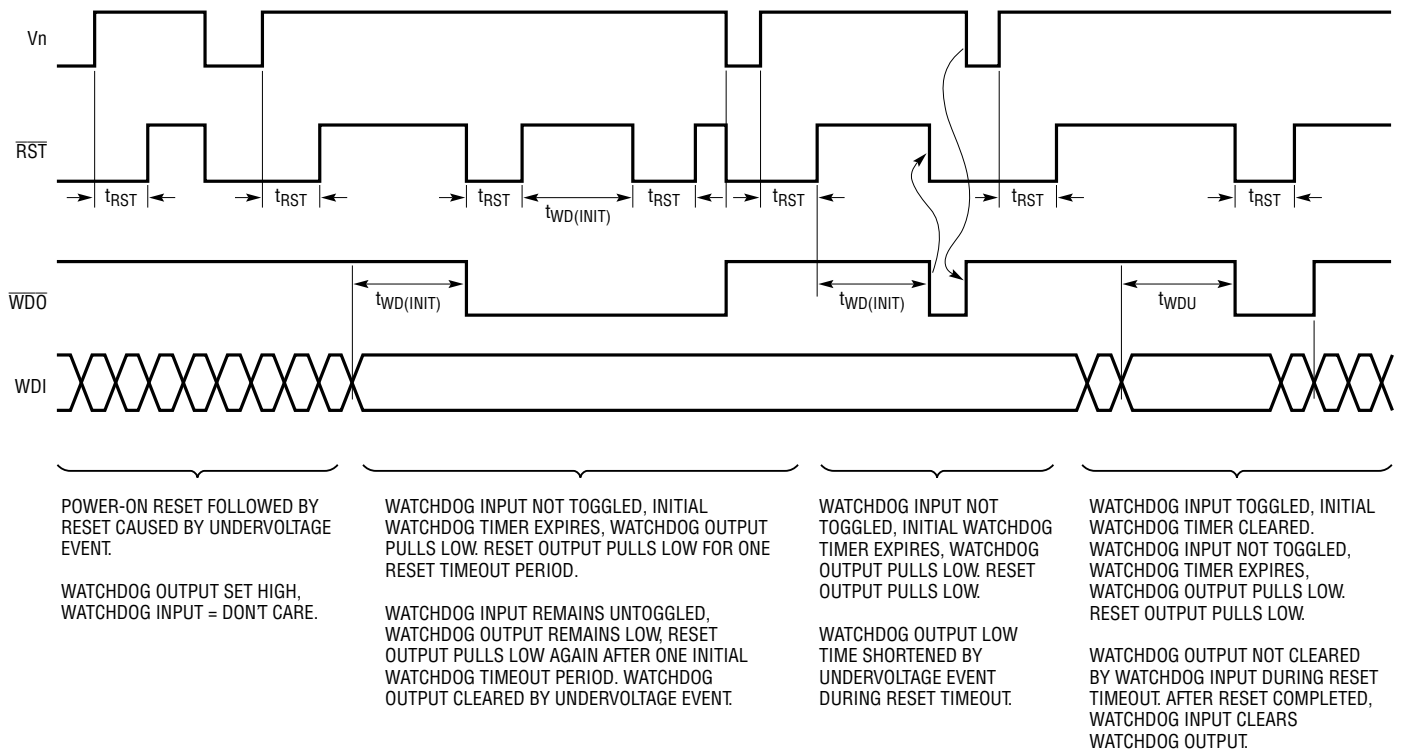 Vn
RST
tRST
tRST
tRST
tWD(INIT)
tRST
tRST
tRST
tRST
WDO
tWD(INIT)
tWD(INIT)
tWDU
WDI
POWER-ON RESET FOLLOWED BY
RESET CAUSED BY UNDERVOLTAGE
EVENT.
WATCHDOG OUTPUT SET HIGH,
WATCHDOG INPUT = DON'T CARE.
WATCHDOG INPUT NOT TOGGLED, INITIAL
WATCHDOG TIMER EXPIRES, WATCHDOG OUTPUT
PULLS LOW. RESET OUTPUT PULLS LOW FOR ONE
RESET TIMEOUT PERIOD.
WATCHDOG INPUT REMAINS UNTOGGLED,
WATCHDOG OUTPUT REMAINS LOW, RESET
OUTPUT PULLS LOW AGAIN AFTER ONE INITIAL
WATCHDOG TIMEOUT PERIOD. WATCHDOG
OUTPUT CLEARED BY UNDERVOLTAGE EVENT.
WATCHDOG INPUT NOT
TOGGLED, INITIAL WATCHDOG
TIMER EXPIRES, WATCHDOG
OUTPUT PULLS LOW. RESET
OUTPUT PULLS LOW.
WATCHDOG OUTPUT LOW
TIME SHORTENED BY
UNDERVOLTAGE EVENT
DURING RESET TIMEOUT.
WATCHDOG INPUT TOGGLED, INITIAL
WATCHDOG TIMER CLEARED.
WATCHDOG INPUT NOT TOGGLED,
WATCHDOG TIMER EXPIRES,
WATCHDOG OUTPUT PULLS LOW.
RESET OUTPUT PULLS LOW.
WATCHDOG OUTPUT NOT CLEARED
BY WATCHDOG INPUT DURING RESET
TIMEOUT. AFTER RESET COMPLETED,
WATCHDOG INPUT CLEARS
WATCHDOG OUTPUT.